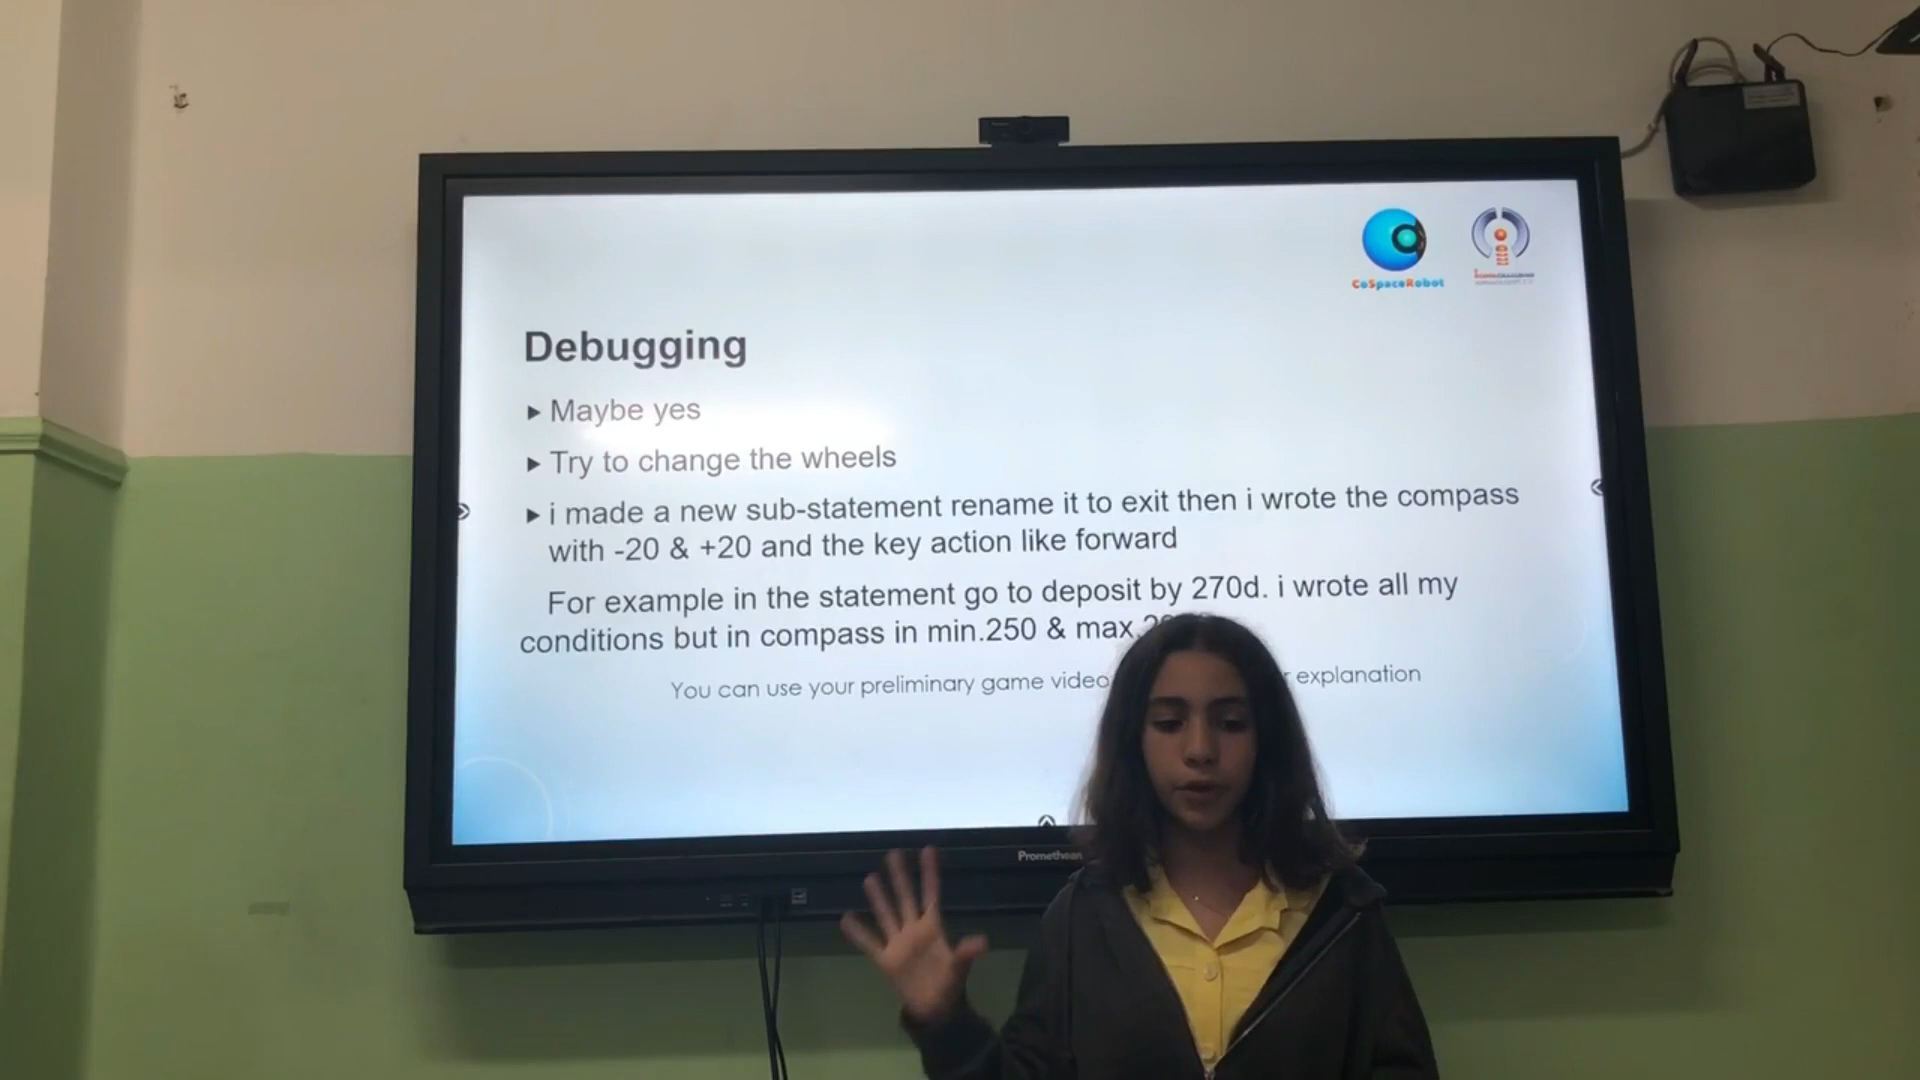 CoSpaceRobot
Debugging
Maybe yes
Try to change the wheels
i made a new sub-statement rename it to exit then i wrote the compass
with -20 & +20 and the key action like forward
For example in the statement go to deposit by 270d. i wrote all my
conditions but in compass in min.250 & max.
You can use your preliminary game video explanation
Promethean